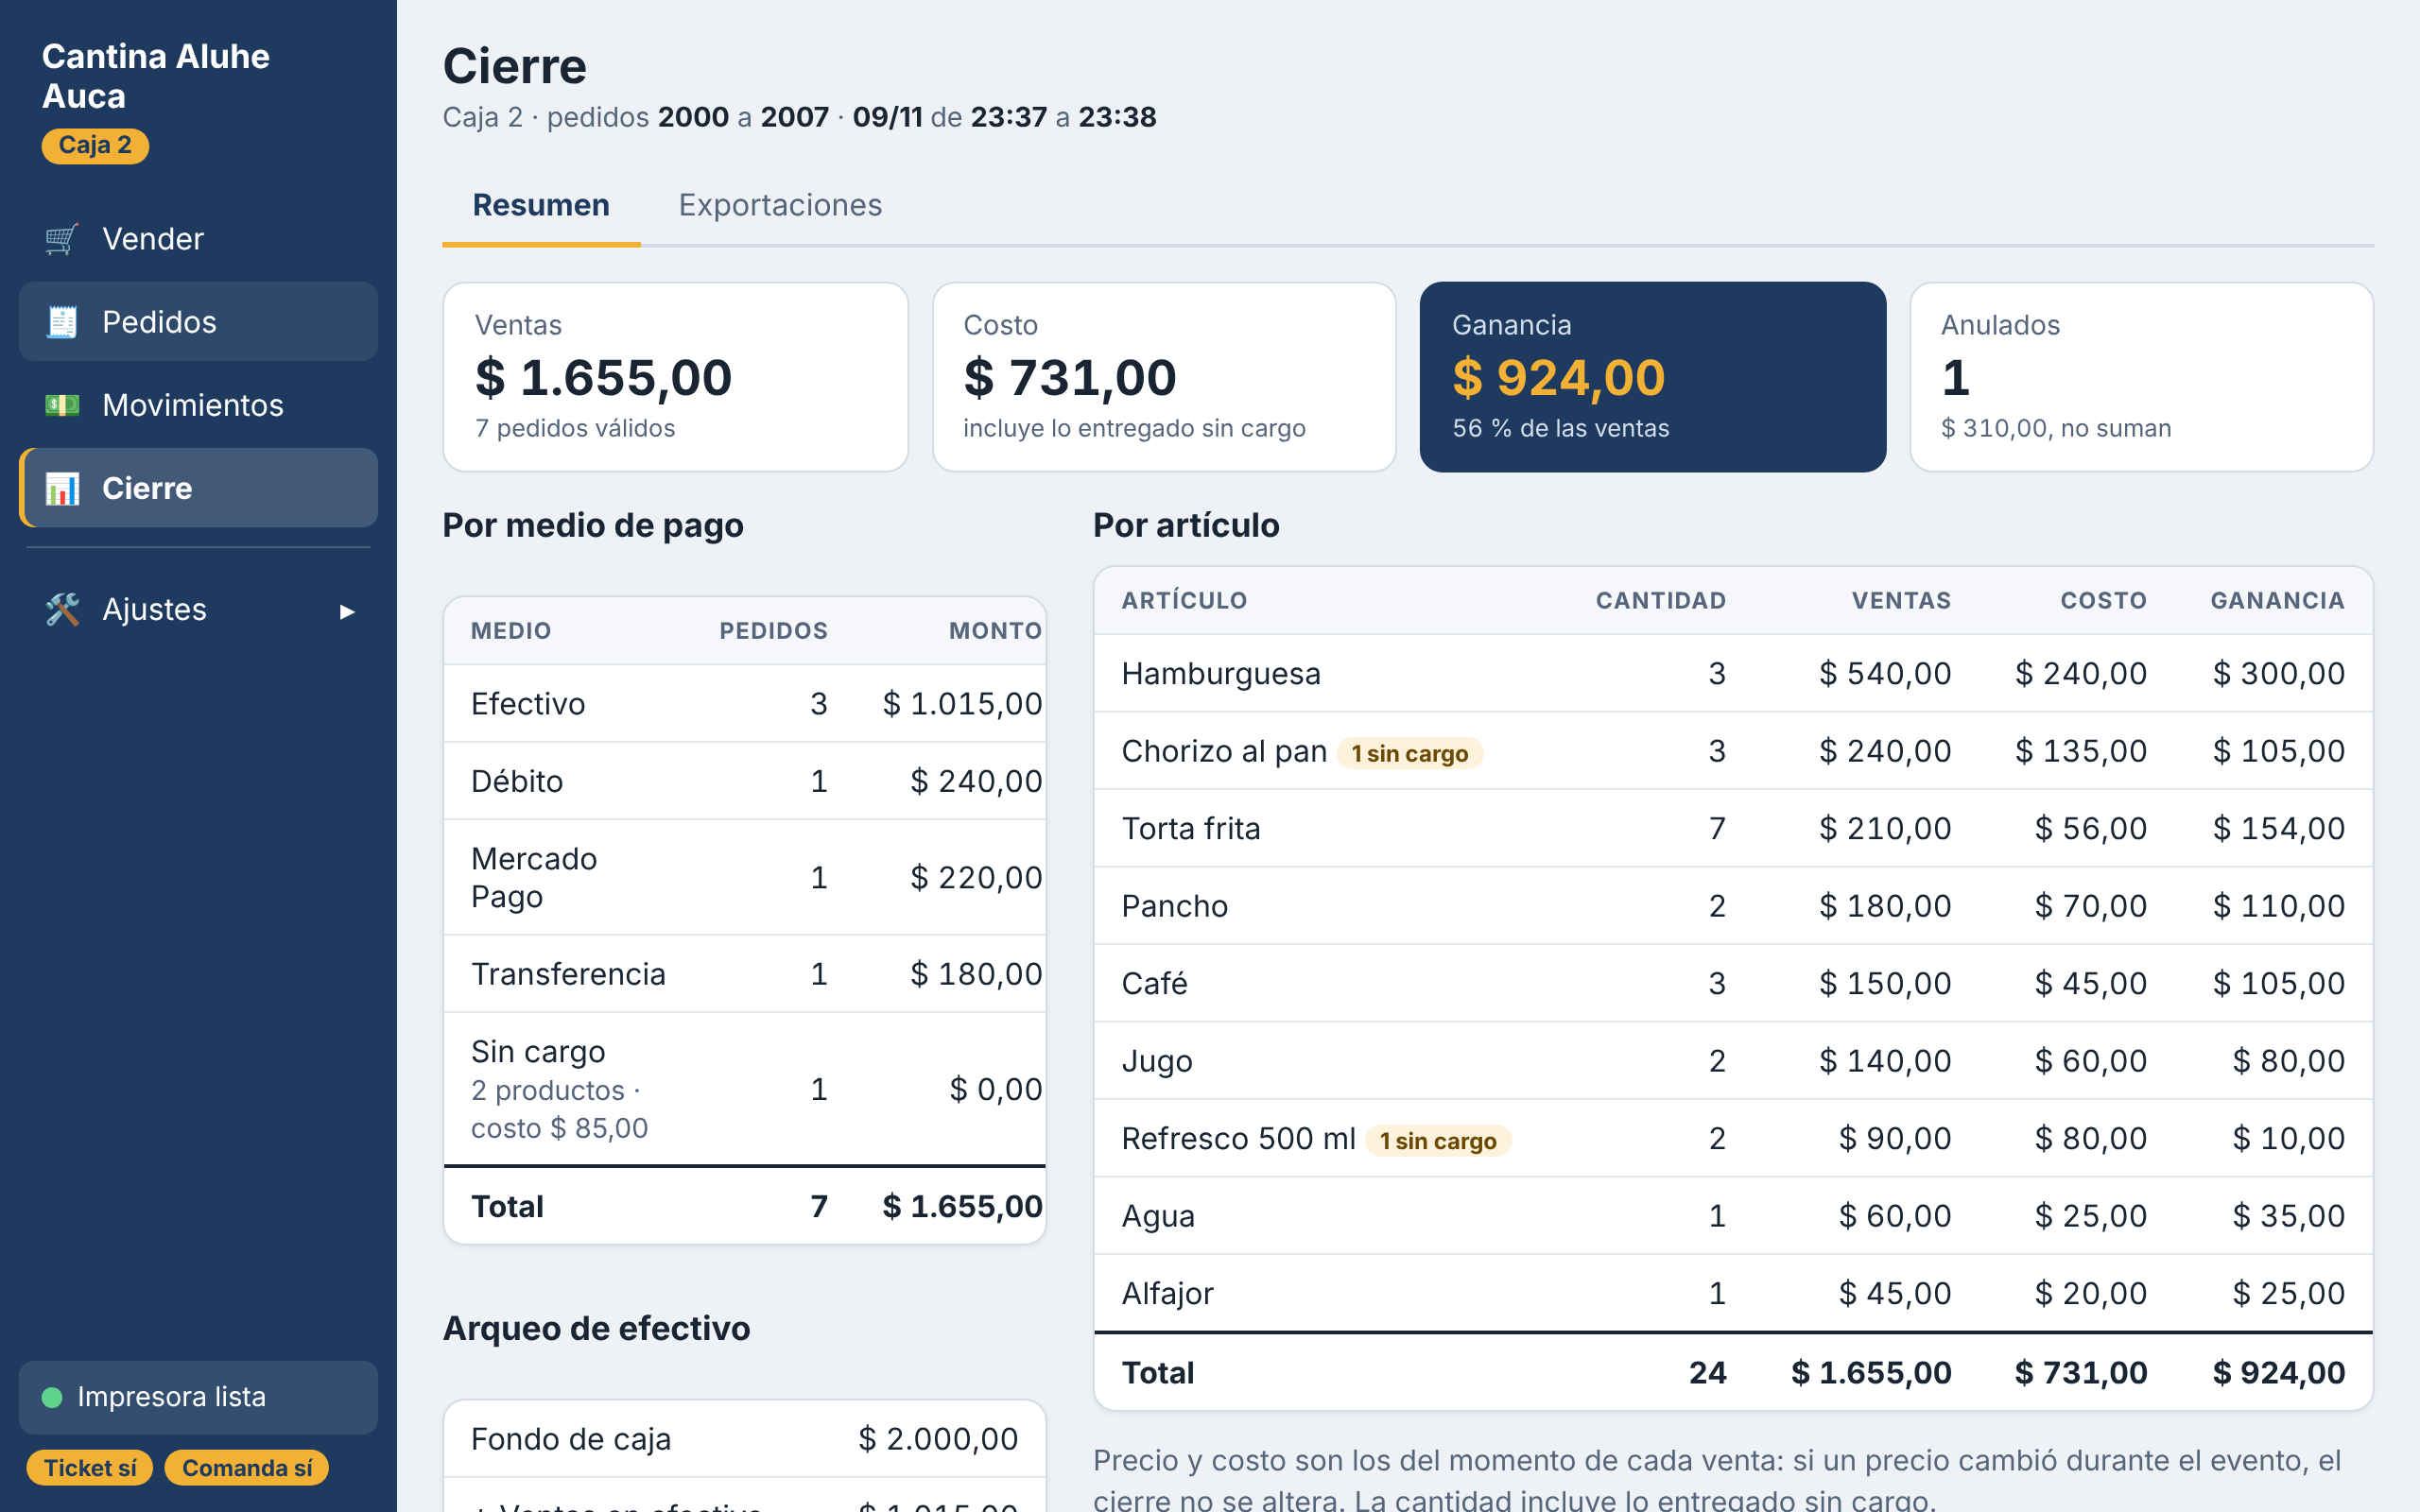 Cantina Aluhe
Auca
Caja 2
Vender
Pedidos
Movimientos
Cierre
Ajustes
Impresora lista
Ticket sí
Comanda sí
Cierre
Caja 2 · pedidos 2000 a 2007 · 09/11 de 23:37 a 23:38
Resumen
Exportaciones
Ventas
$ 1.655,00
7 pedidos válidos
Costo
$ 731,00
incluye lo entregado sin cargo
Ganancia
$ 924,00
56 % de las ventas
Anulados
1
$ 310,00, no suman
Por medio de pago
MEDIO PEDIDOS MONTO
Efectivo 3 $ 1.015,00
Débito 1 $ 240,00
Mercado
Pago 1 $ 220,00
Transferencia 1 $ 180,00
Sin cargo
2 productos ·
costo $ 85,00 1 $ 0,00
Total 7 $ 1.655,00
Arqueo de efectivo
Fondo de caja $ 2.000,00
+ Ventas en efectivo $ 1.015,00
Por artículo
ARTÍCULO CANTIDAD VENTAS COSTO GANANCIA
Hamburguesa 3 $ 540,00 $ 240,00 $ 300,00
Chorizo al pan 1 sin cargo 3 $ 240,00 $ 135,00 $ 105,00
Torta frita 7 $ 210,00 $ 56,00 $ 154,00
Pancho 2 $ 180,00 $ 70,00 $ 110,00
Café 3 $ 150,00 $ 45,00 $ 105,00
Jugo 2 $ 140,00 $ 60,00 $ 80,00
Refresco 500 ml 1 sin cargo 2 $ 90,00 $ 80,00 $ 10,00
Agua 1 $ 60,00 $ 25,00 $ 35,00
Alfajor 1 $ 45,00 $ 20,00 $ 25,00
Total 24 $ 1.655,00 $ 731,00 $ 924,00
Precio y costo son los del momento de cada venta: si un precio cambió durante el evento, el
cierre no se altera. La cantidad incluye lo entregado sin cargo.